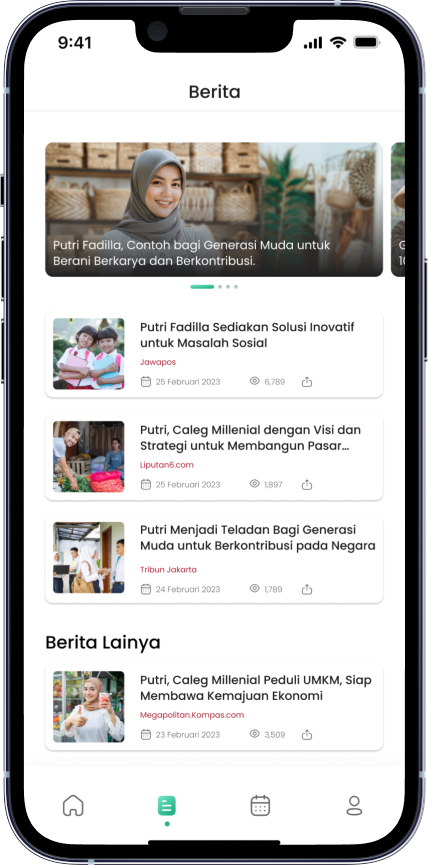 9:41
Berita
Putri Fadilla, Contoh bagi Generasi Muda untuk
Berani Berkarya dan Berkontribusi.
G
10
Putri Fadilla Sediakan Solusi Inovatif
untuk Masalah Sosial
Jawapos
25 Februari 2023 6,789
Putri, Caleg Millenial dengan Visi dan
Strategi untuk Membangun Pasar...
Liputan6.com
25 Februari 2023 1,897
Putri Menjadi Teladan Bagi Generasi
Muda untuk Berkontribusi pada Negara
Tribun Jakarta
24 Februari 2023 1,789
Berita Lainya
Putri, Caleg Millenial Peduli UMKM, Siap
Membawa Kemajuan Ekonomi
Megapolitan.Kompas.com
23 Februari 2023 3,509